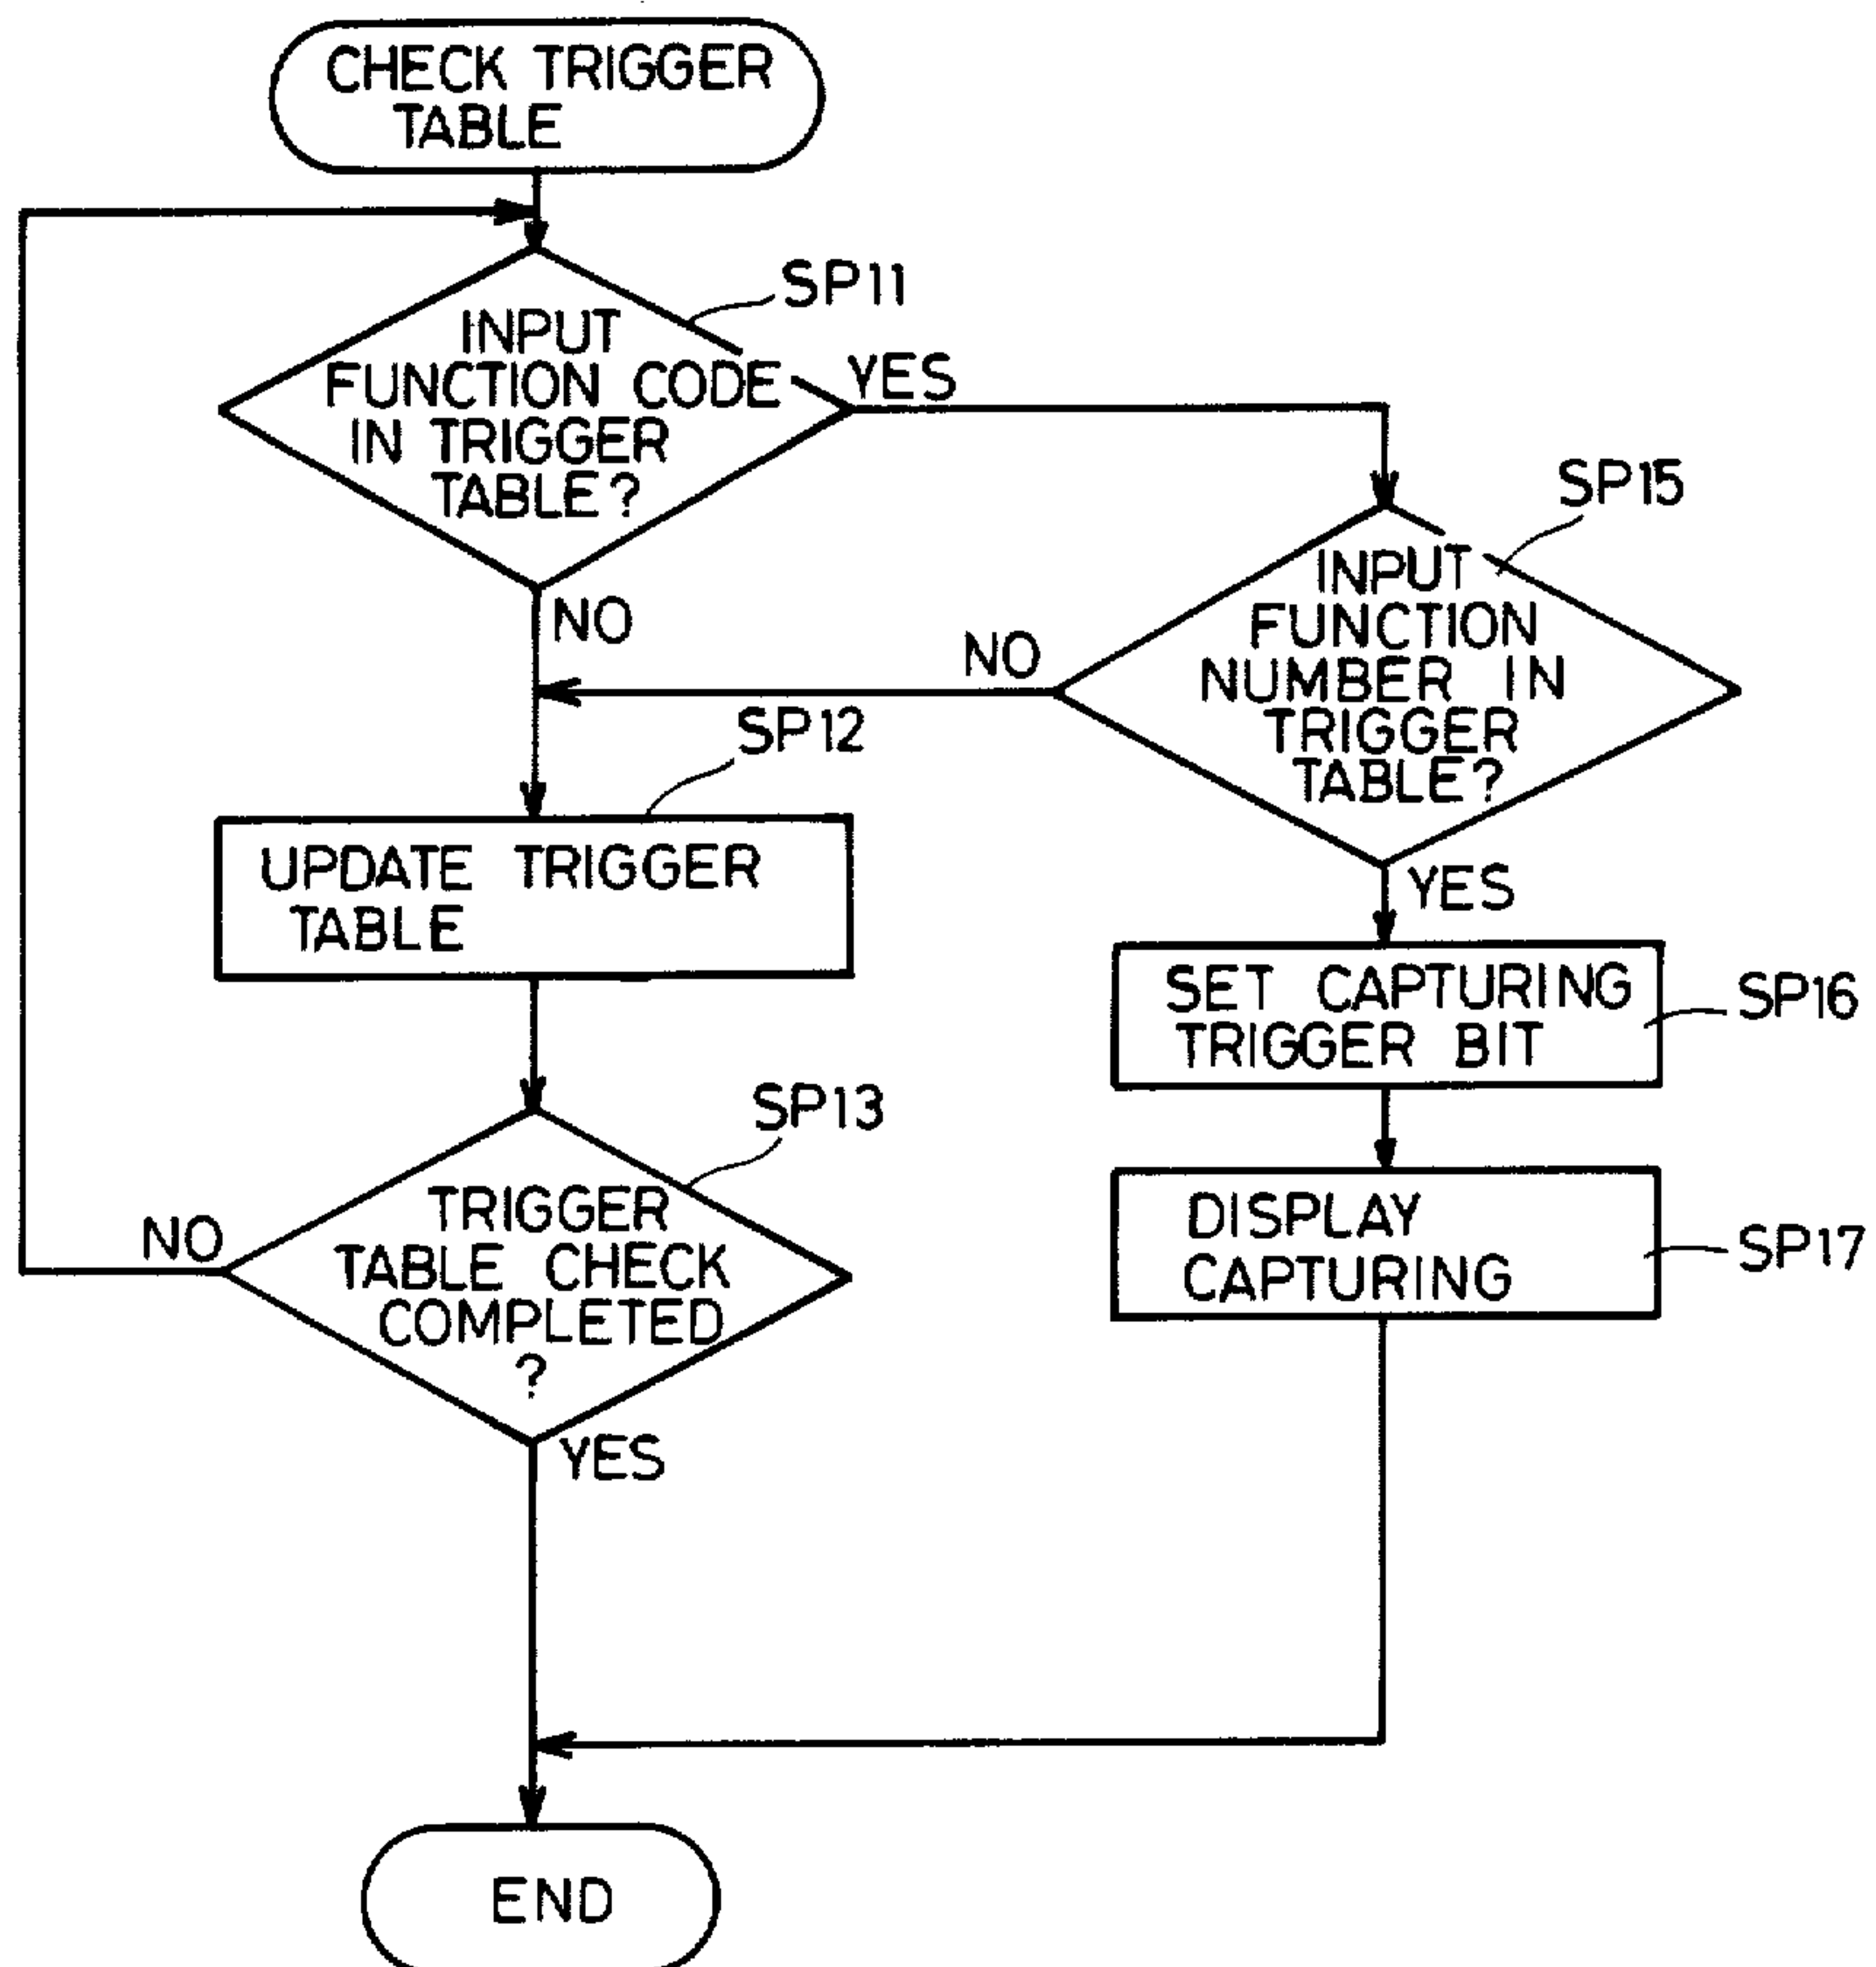 CHECK TRIGGER
TABLE
SP11
INPUT
FUNCTION CODE
IN TRIGGER
TABLE?
YES
NO
SP15
INPUT
FUNCTION
NUMBER IN
TRIGGER
TABLE?
NO
YES
SP12
UPDATE TRIGGER
TABLE
SET CAPTURING
TRIGGER BIT
SP16
SP13
TRIGGER
TABLE CHECK
COMPLETED
?
NO
YES
DISPLAY
CAPTURING
SP17
END